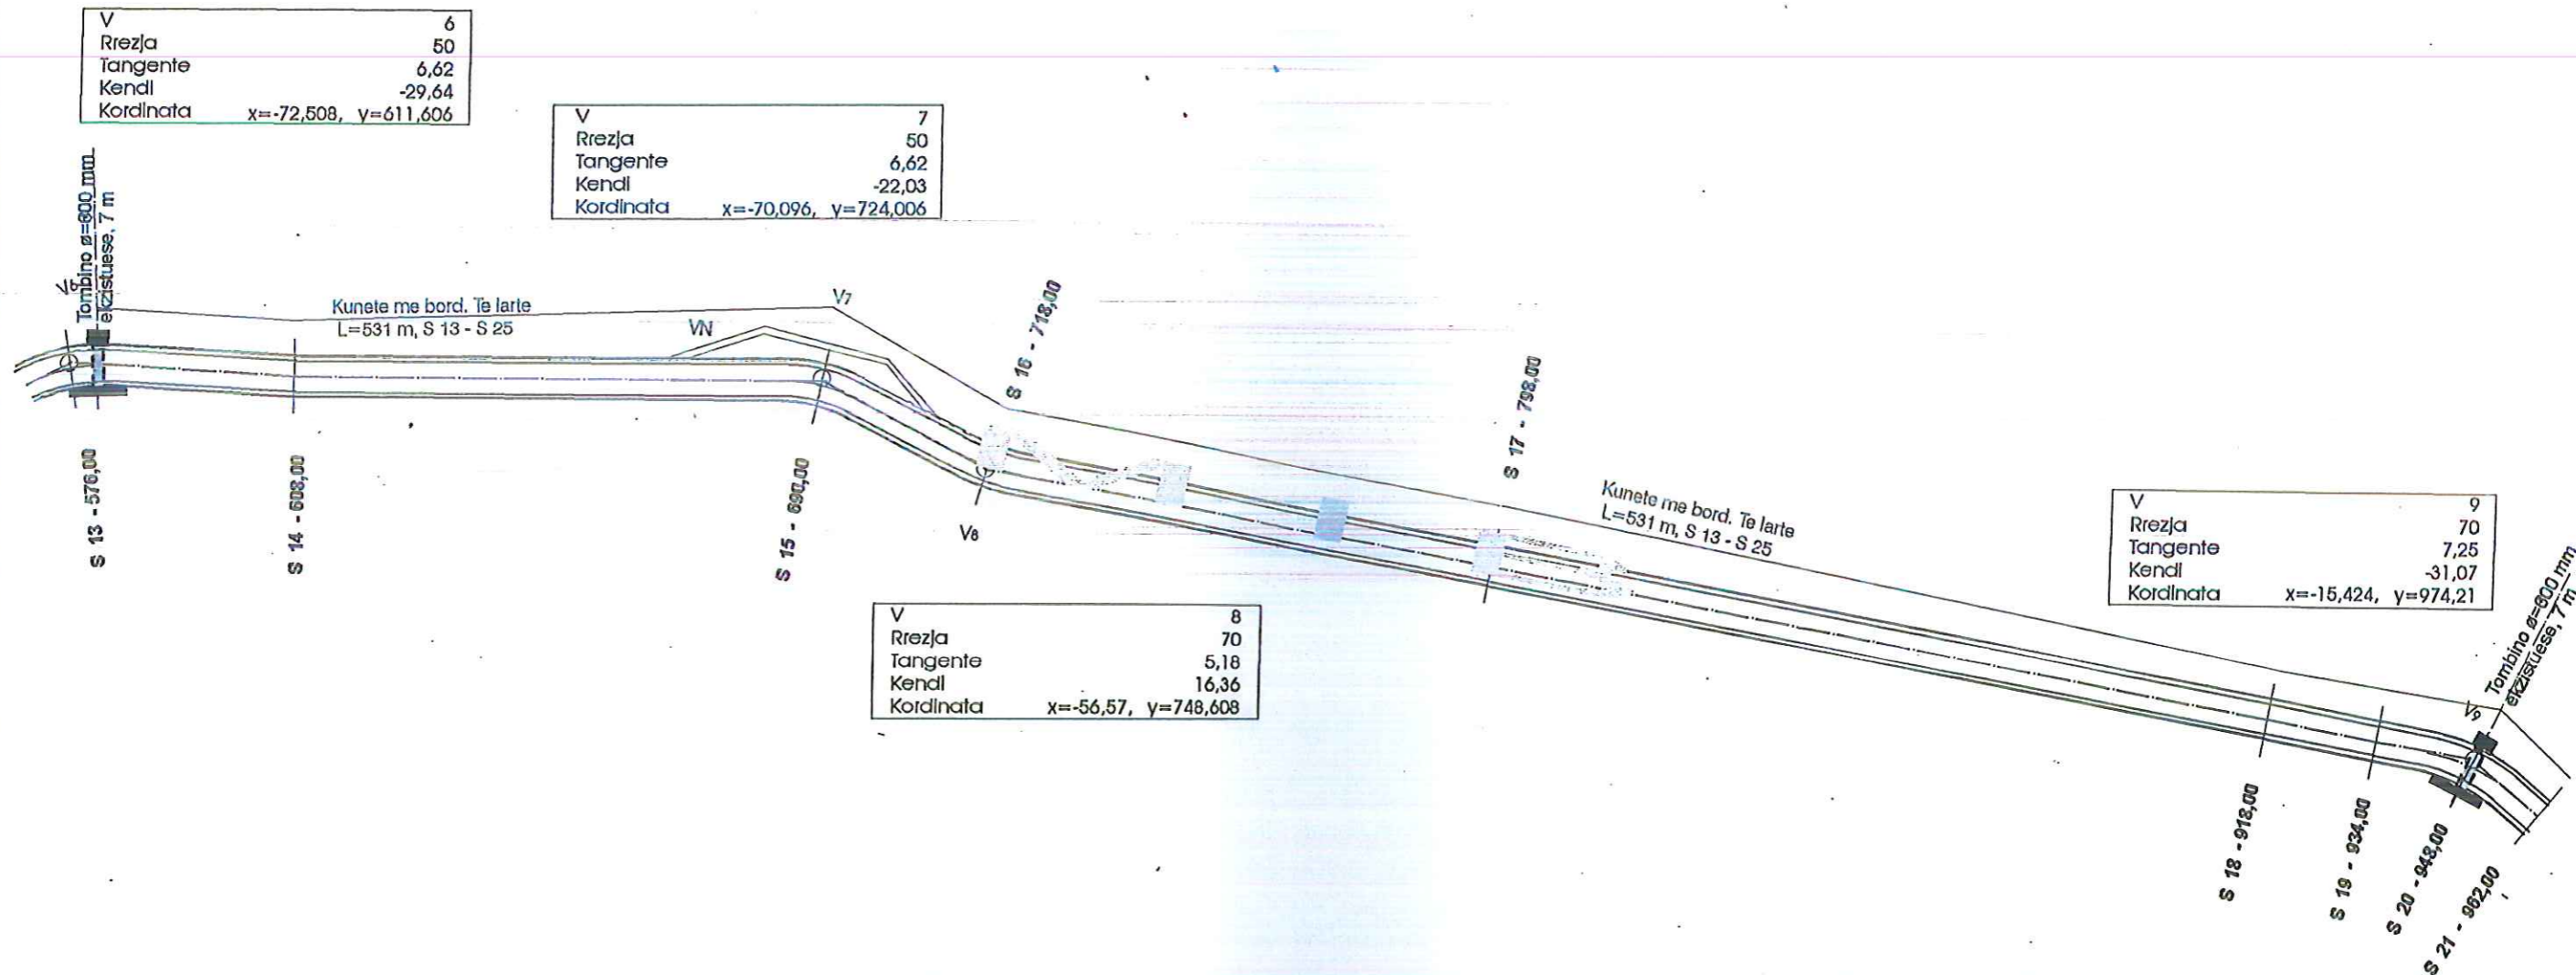 V 6
Rrezja 50
Tangente 6,62
Kendi -29,64
Kordinata x=-72,508, y=611,606
V 7
Rrezja 50
Tangente 6,62
Kendi -22,03
Kordinata x=-70,096, y=724,006
V6
Tombino ø=800 mm
ekzistuese, 7 m
Kunete me bord. Te larte
L=531 m, S 13 - S 25
VN
V7
S 16 - 718,00
S 17 - 798,00
S 13 - 576,00
S 14 - 608,00
S 15 - 690,00
V8
Kunete me bord. Te larte
L=531 m, S 13 - S 25
V 8
Rrezja 70
Tangente 5,18
Kendi 16,36
Kordinata x=-56,57, y=748,608
V 9
Rrezja 70
Tangente 7,25
Kendi -31,07
Kordinata x=-15,424, y=974,21
Tombino ø=800 mm
ekzistuese, 7 m
V9
S 18 - 918,00
S 19 - 934,00
S 20 - 948,00
S 21 - 962,00